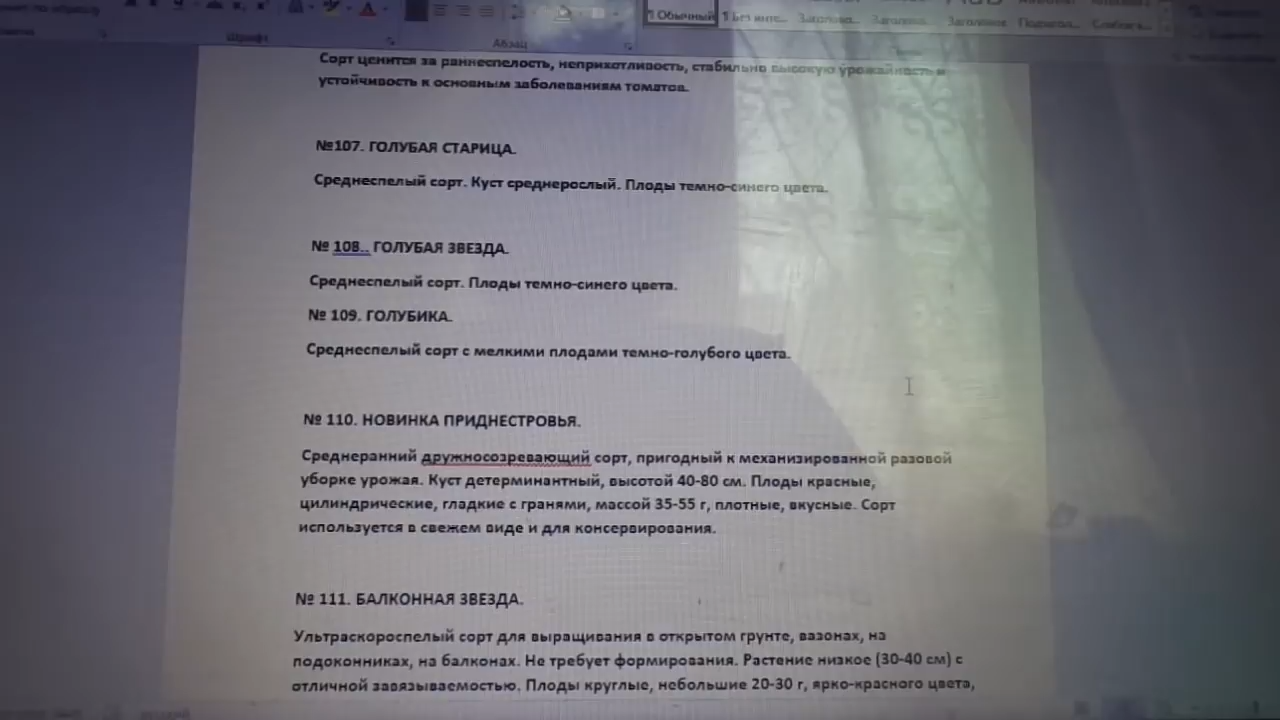 Шрифт
Абзац
¶ Обычный
Сорт ценится за раннеспелость, неприхотливость, стабильно высокую урожайность и
устойчивость к основным заболеваниям томатов.
№107. ГОЛУБАЯ СТАРИЦА.
Среднеспелый сорт. Куст среднерослый. Плоды темно-синего цвета.
№ 108.. ГОЛУБАЯ ЗВЕЗДА.
Среднеспелый сорт. Плоды темно-синего цвета.
№ 109. ГОЛУБИКА.
Среднеспелый сорт с мелкими плодами темно-голубого цвета.
№ 110. НОВИНКА ПРИДНЕСТРОВЬЯ.
Среднеранний дружносозревающий сорт, пригодный к механизированной разовой
уборке урожая. Куст детерминантный, высотой 40-80 см. Плоды красные,
цилиндрические, гладкие с гранями, массой 35-55 г, плотные, вкусные. Сорт
используется в свежем виде и для консервирования.
№ 111. БАЛКОННАЯ ЗВЕЗДА.
Ультраскороспелый сорт для выращивания в открытом грунте, вазонах, на
подоконниках, на балконах. Не требует формирования. Растение низкое (30-40 см) с
отличной завязываемостью. Плоды круглые, небольшие 20-30 г, ярко-красного цвета,